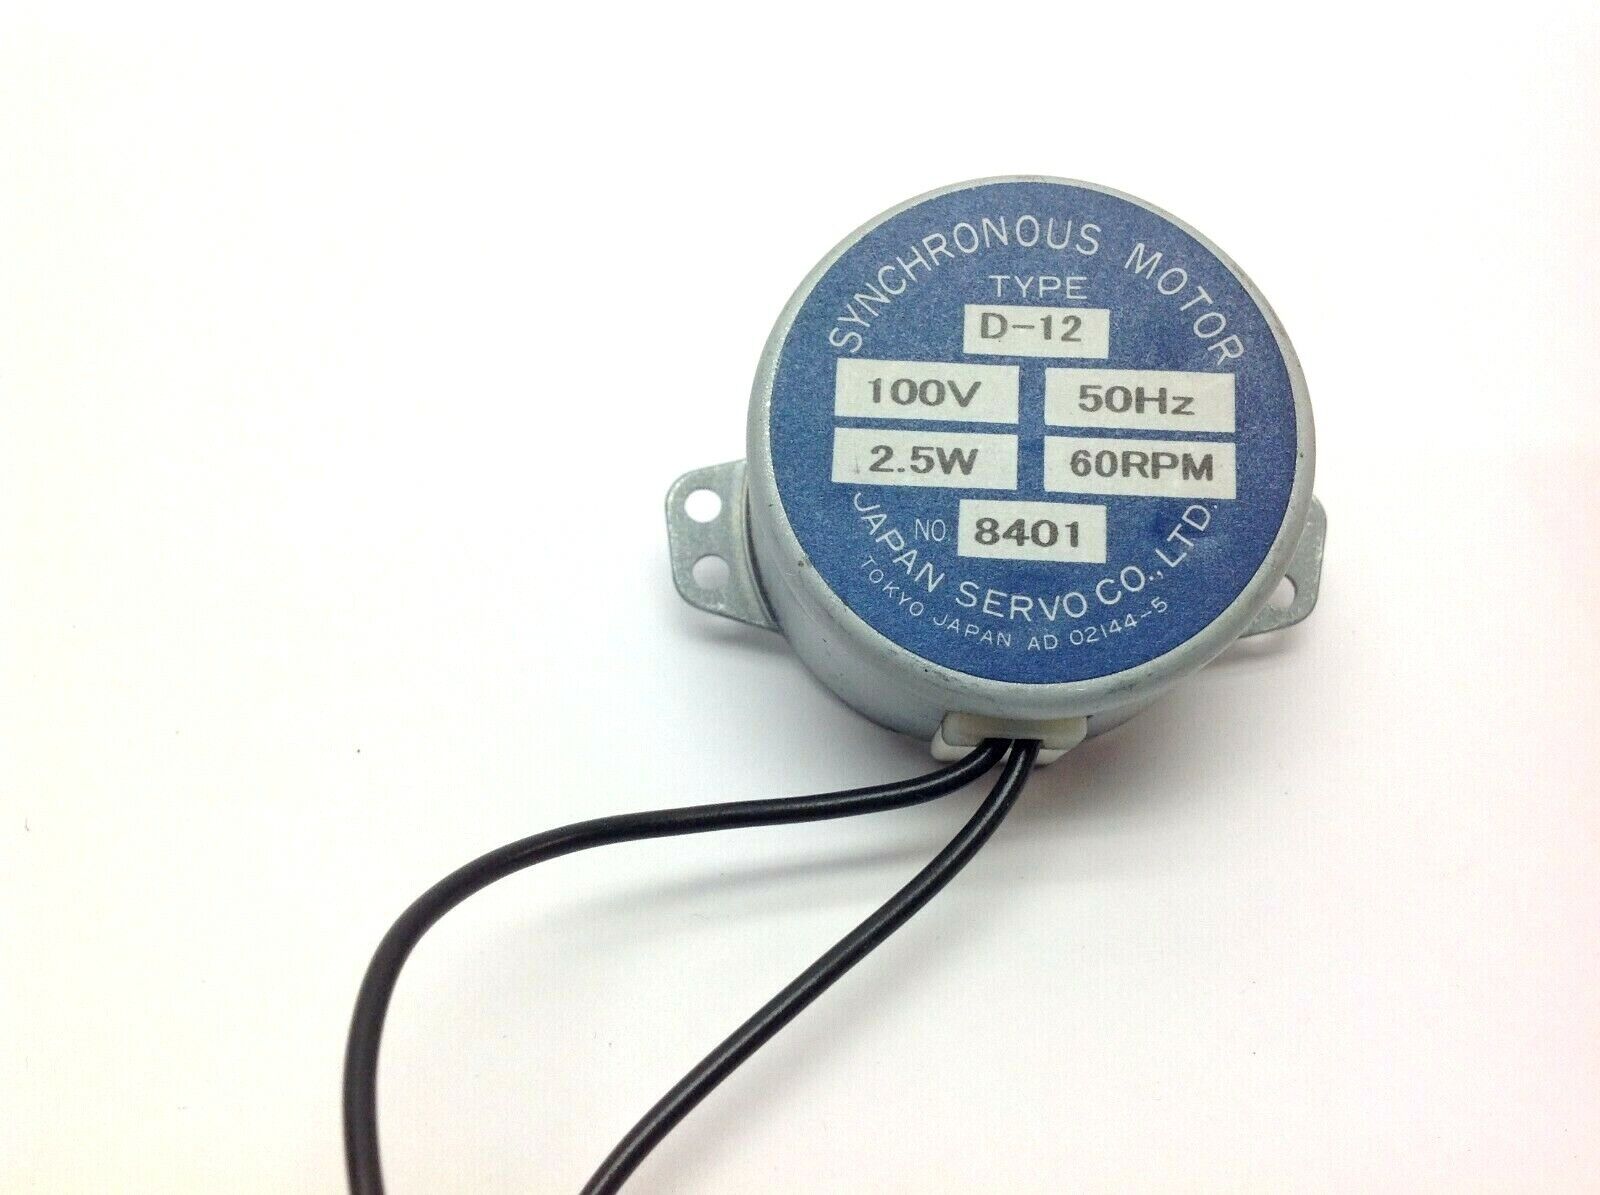 SYNCHRONOUS MOTOR
TYPE
D-12
100V 50Hz
2.5W 60RPM
NO 8401
JAPAN SERVO CO., LTD.
TOKYO JAPAN AD 02144-5